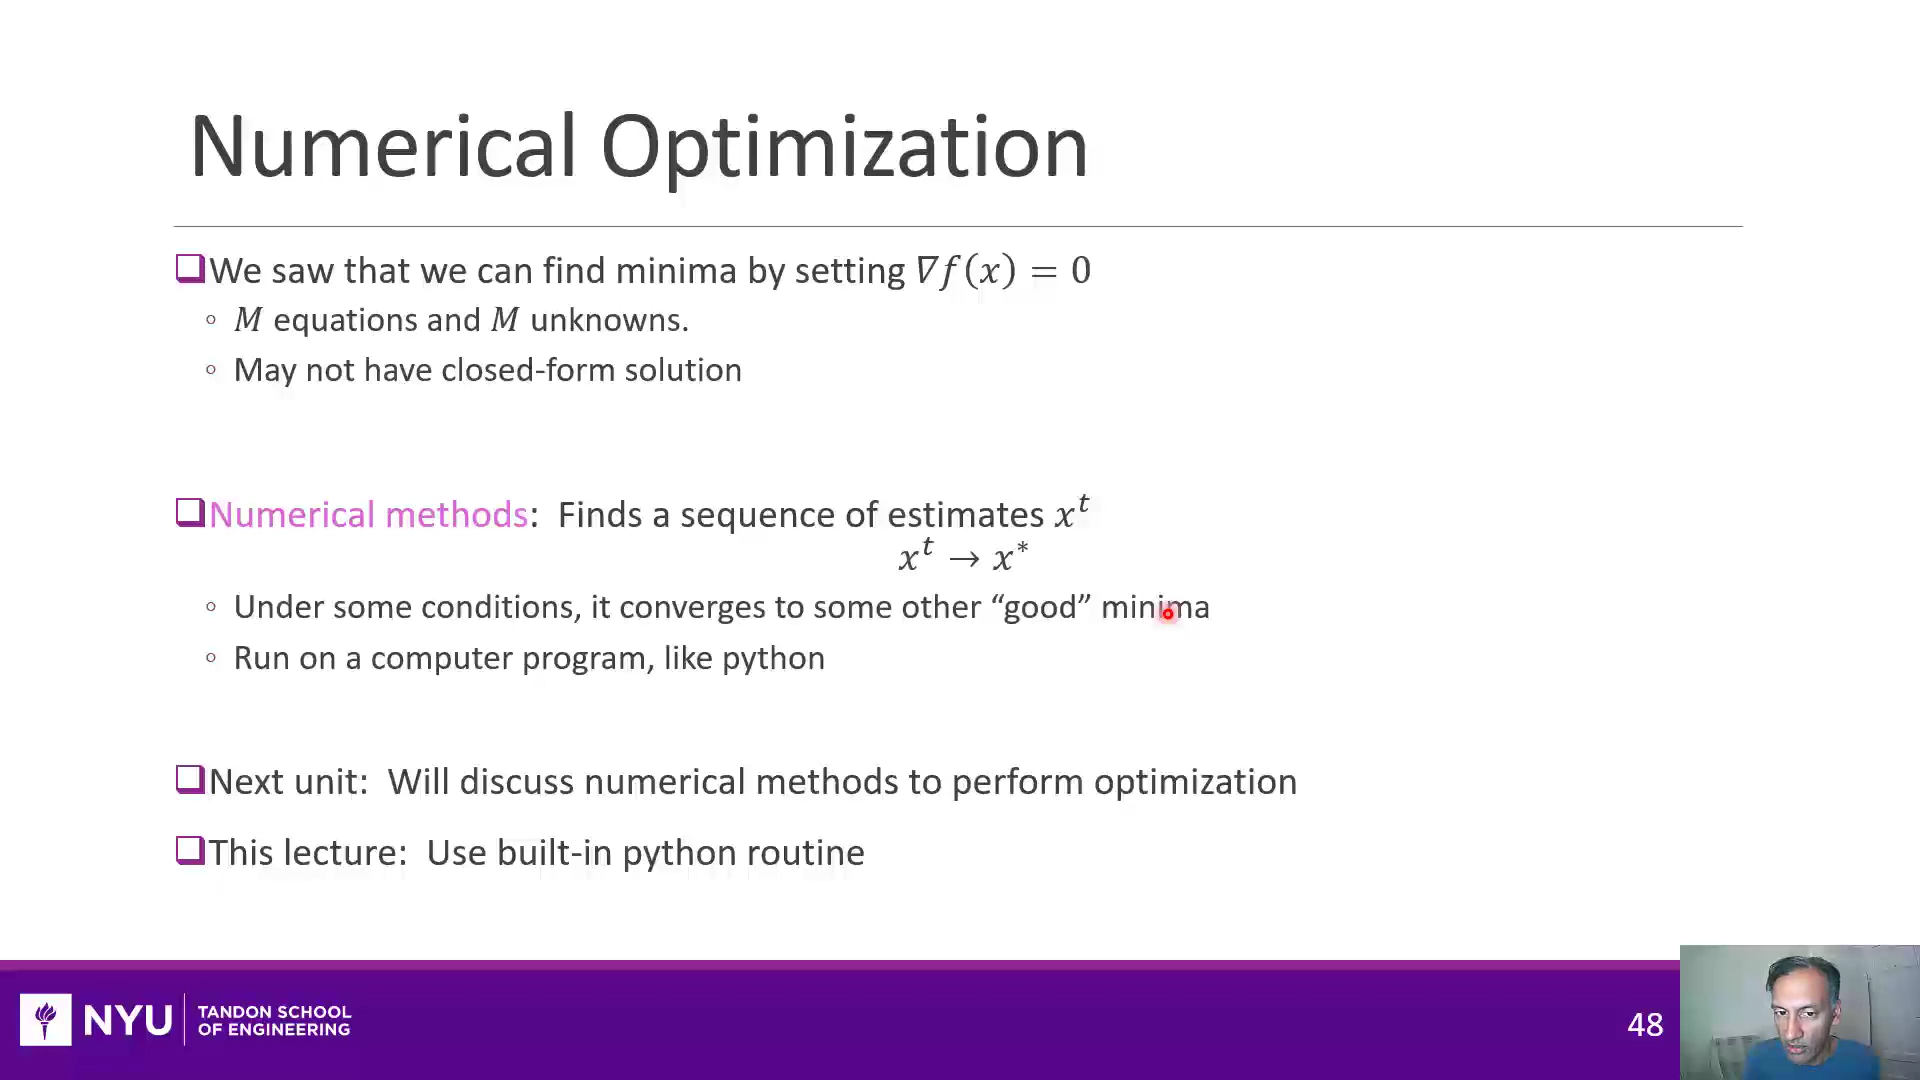 Numerical Optimization
We saw that we can find minima by setting ∇f(x) = 0
M equations and M unknowns.
May not have closed-form solution
Numerical methods: Finds a sequence of estimates xᵗ
xᵗ → x*
Under some conditions, it converges to some other “good” minima
Run on a computer program, like python
Next unit: Will discuss numerical methods to perform optimization
This lecture: Use built-in python routine
NYU
TANDON SCHOOL
OF ENGINEERING
48